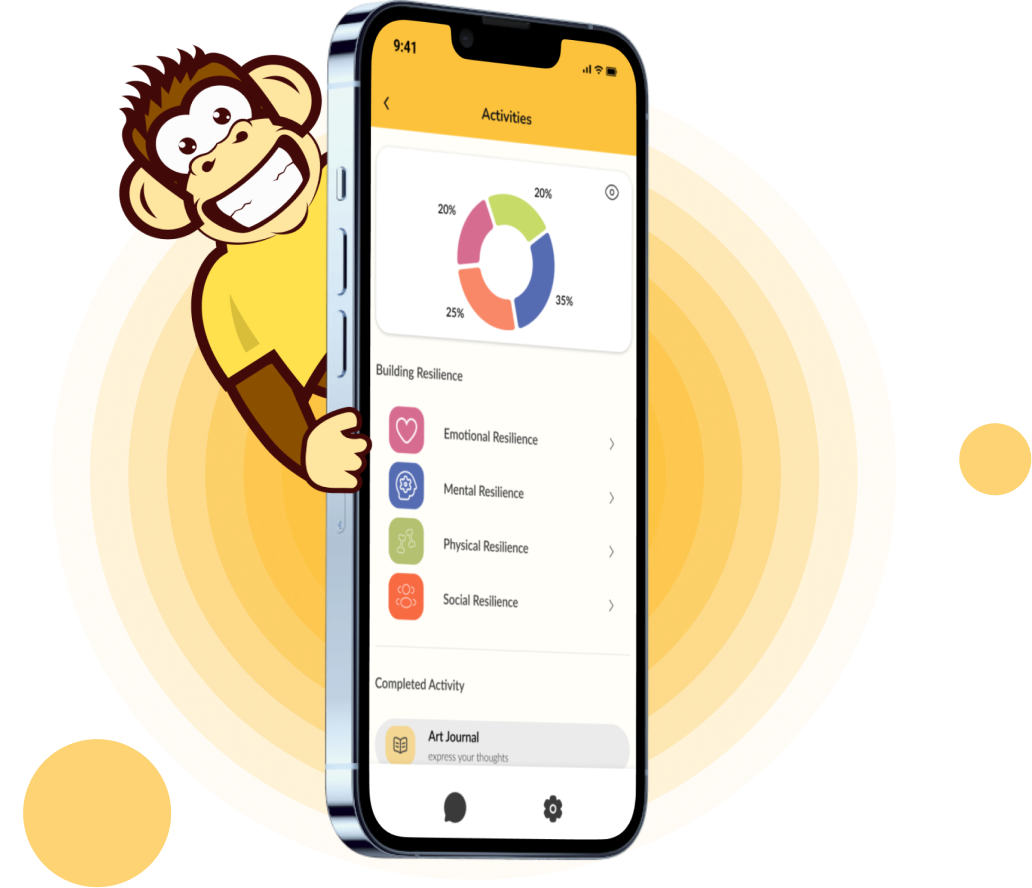 9:41
Activities
20%
20%
35%
25%
Building Resilience
Emotional Resilience
Mental Resilience
Physical Resilience
Social Resilience
Completed Activity
Art Journal
express your thoughts